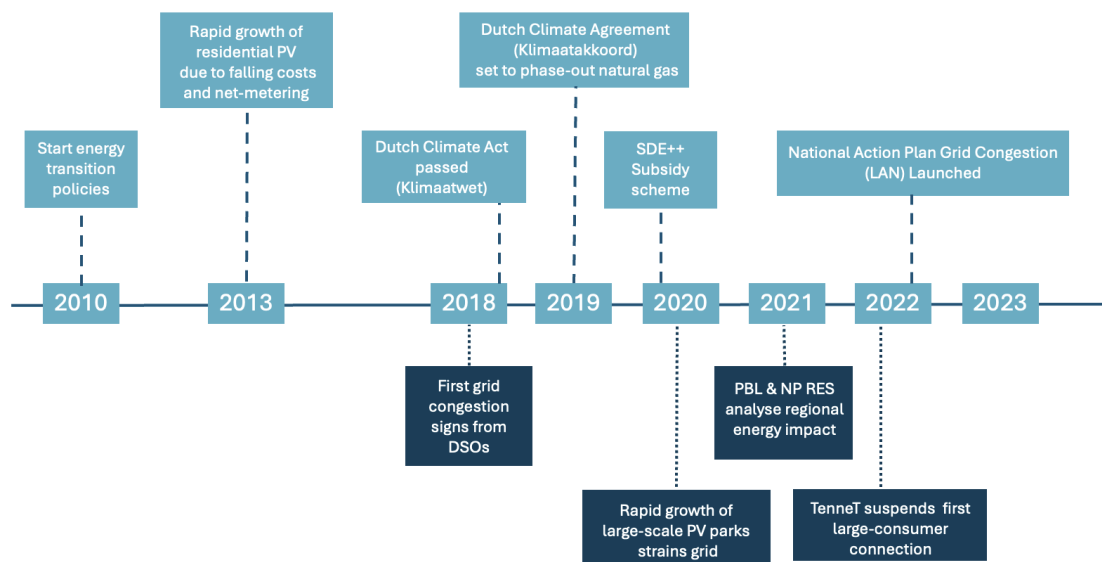 Rapid growth of
residential PV
due to falling costs
and net-metering
Dutch Climate Agreement
(Klimaatakkoord)
set to phase-out natural gas
Start energy
transition
policies
Dutch Climate Act
passed
(Klimaatwet)
SDE++
Subsidy
scheme
National Action Plan Grid Congestion
(LAN) Launched
2010
2013
2018
2019
2020
2021
2022
2023
First grid
congestion
signs from
DSOs
PBL & NP RES
analyse regional
energy impact
Rapid growth of
large-scale PV parks
strains grid
TenneT suspends first
large-consumer
connection